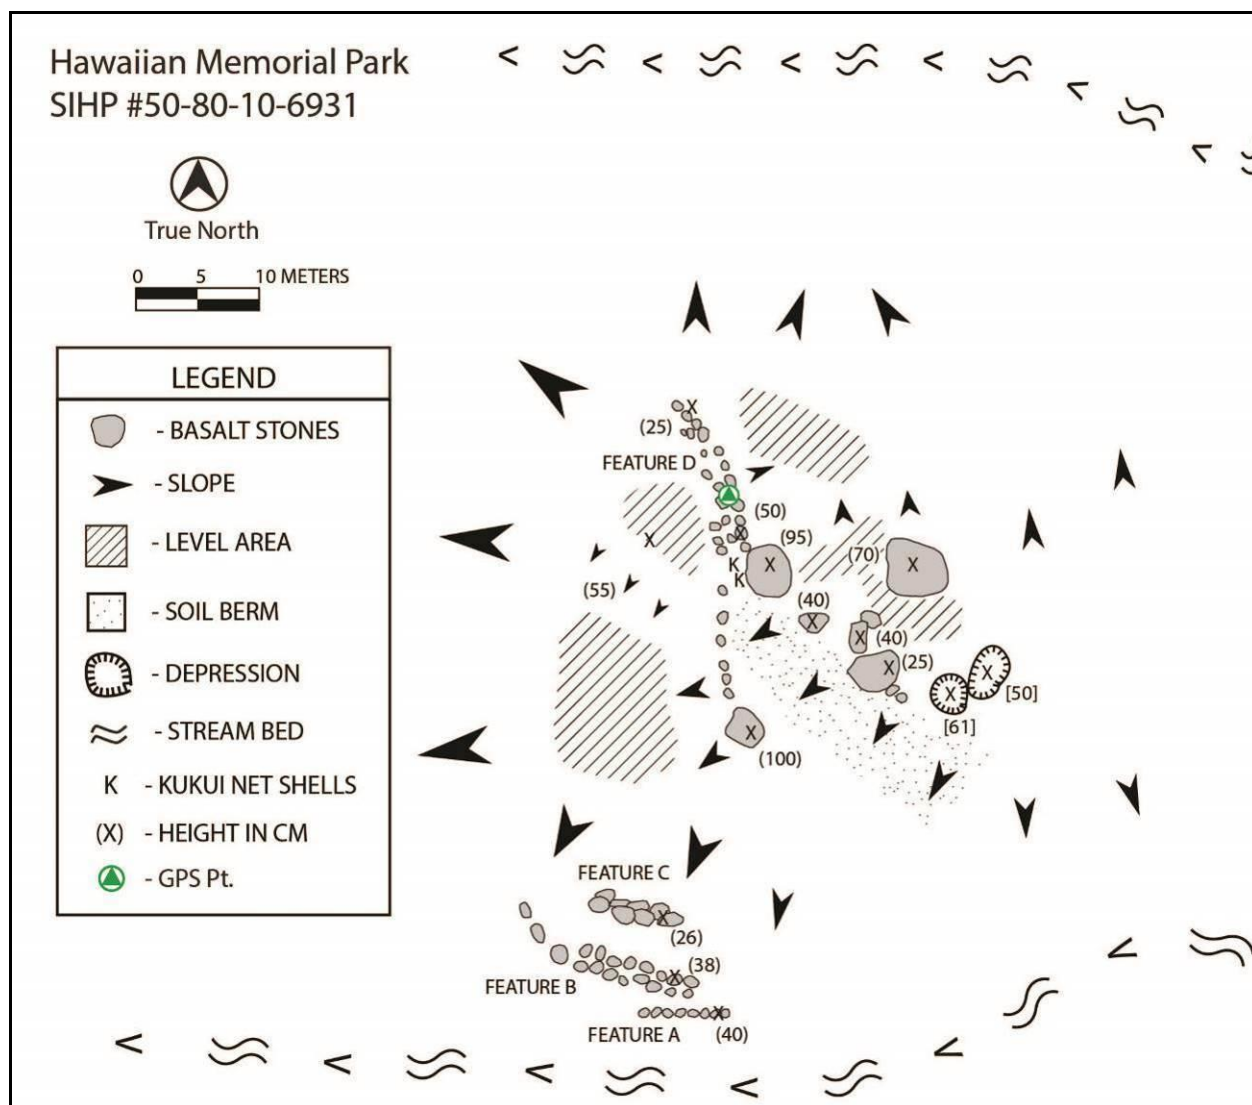 Hawaiian Memorial Park
SIHP #50-80-10-6931
True North
0 5 10 METERS
LEGEND
- BASALT STONES
- SLOPE
- LEVEL AREA
- SOIL BERM
- DEPRESSION
- STREAM BED
K - KUKUI NET SHELLS
(X) - HEIGHT IN CM
- GPS Pt.
X
(25)
FEATURE D
(50)
X
(95)
X
X
(70)
X
K
K
(55)
(40)
X
X
(40)
X
(25)
X
[50]
X
[61]
X
(100)
FEATURE C
X
(26)
X
(38)
FEATURE B
X
FEATURE A
(40)